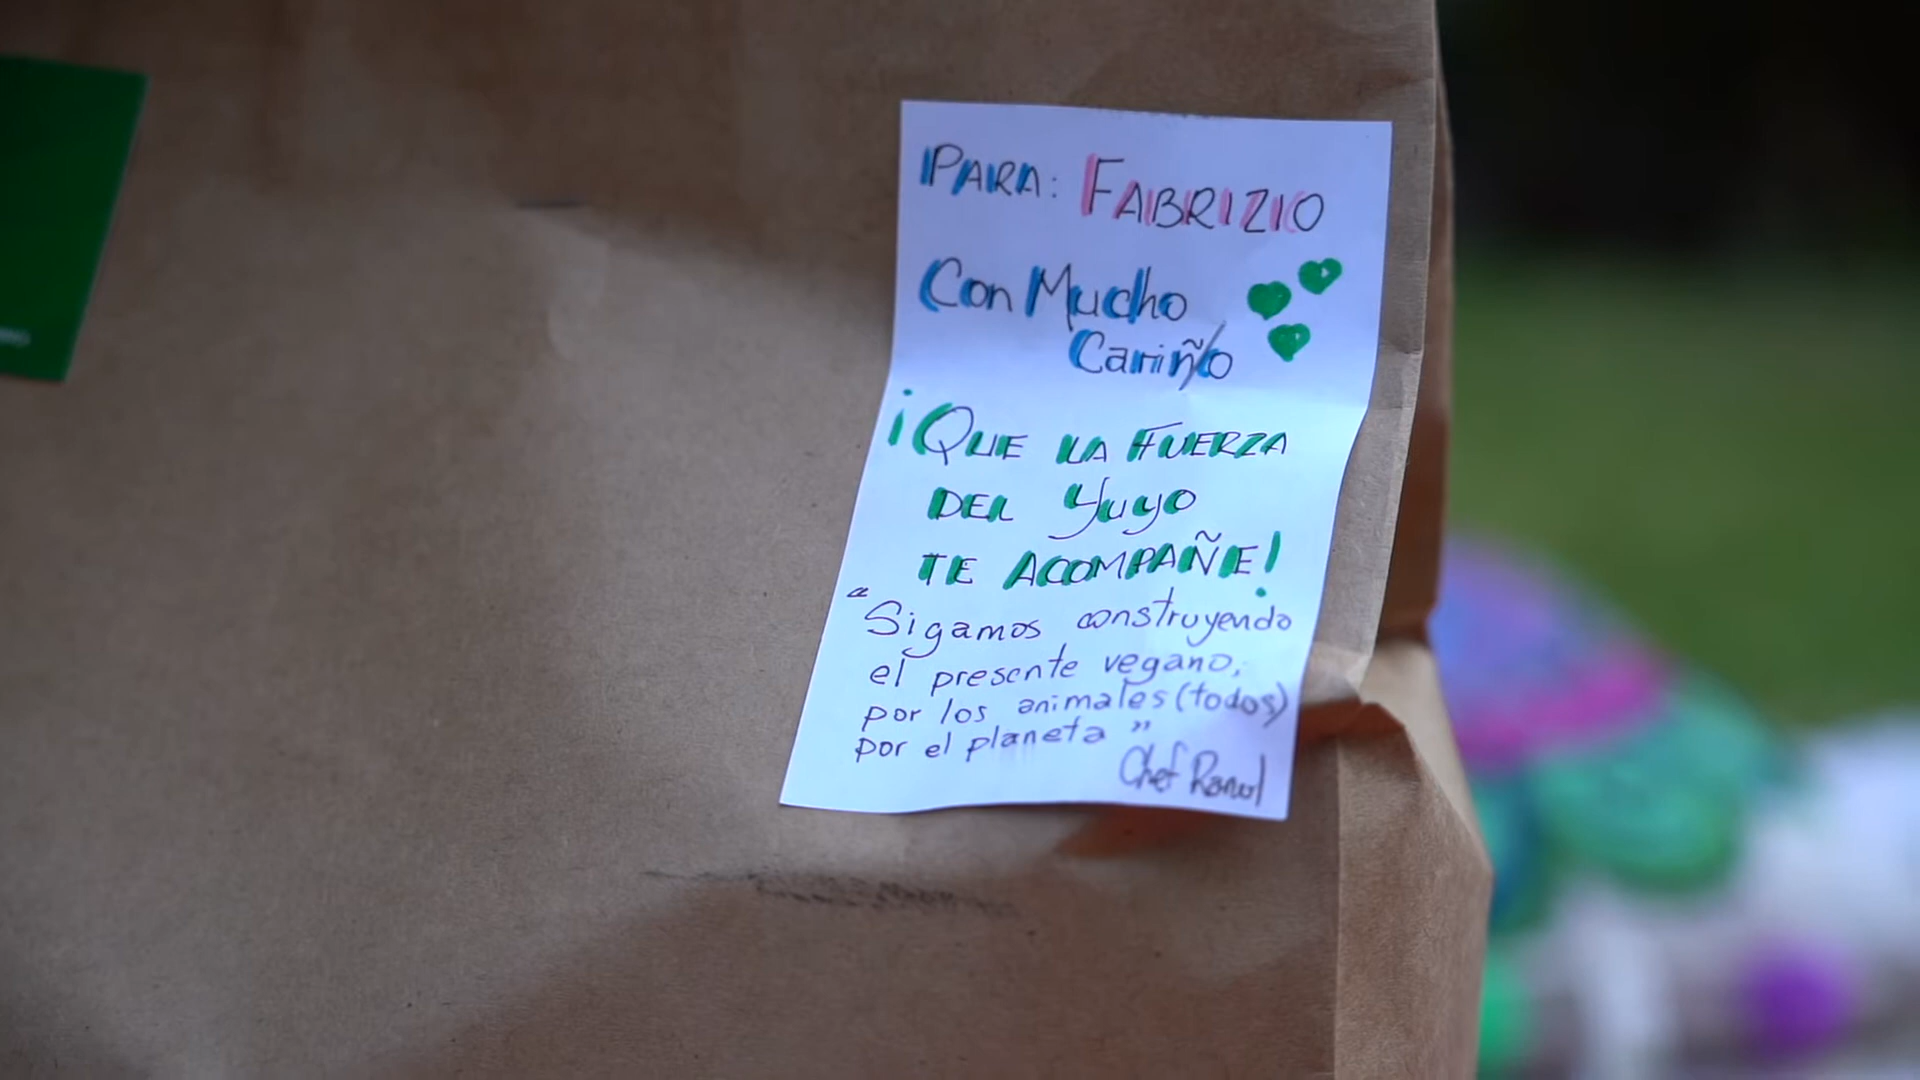 PARA: FABRIZIO
Con Mucho
Cariño
¡QUE LA FUERZA
DEL Yuyo
TE ACOMPAÑE!
“Sigamos construyendo
el presente vegano,
por los animales (todos)
por el planeta”
Chef